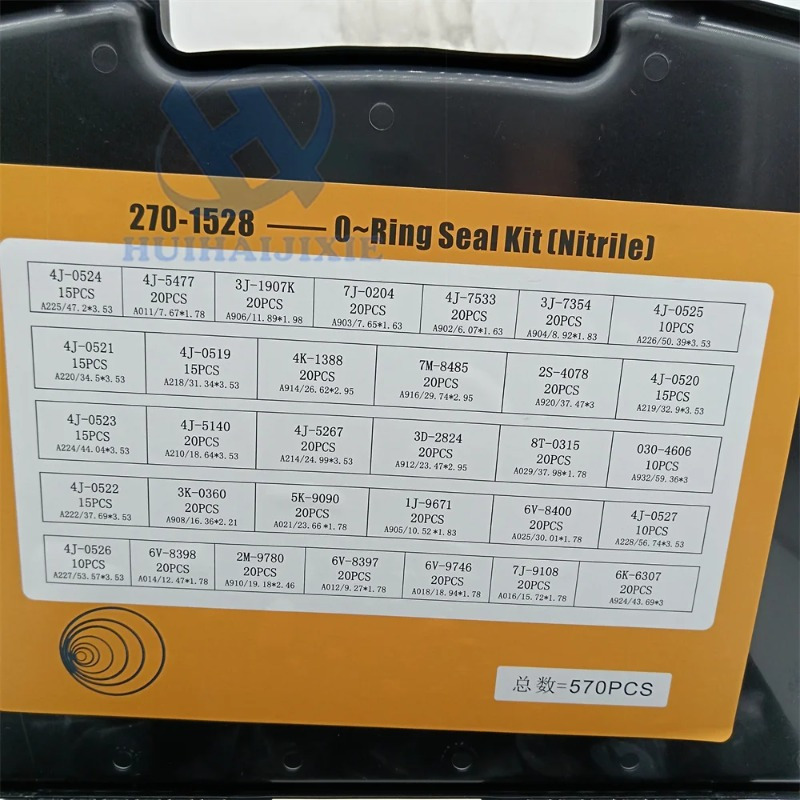 270-1528 —— O~Ring Seal Kit(Nitrile)
HUIHAIJIXIE
4J-0524 4J-5477 3J-1907K 7J-0204 4J-7533 3J-7354 4J-0525
15PCS 20PCS 20PCS 20PCS 20PCS 20PCS 10PCS
A225/47.2*3.53 A011/7.67*1.78 A906/11.89*1.98 A903/7.65*1.63 A902/6.07*1.63 A904/8.92*1.83 A226/50.39*3.53
4J-0521 4J-0519 4K-1388 7M-8485 2S-4078 4J-0520
15PCS 15PCS 20PCS 20PCS 20PCS 15PCS
A220/34.5*3.53 A218/31.34*3.53 A914/26.62*2.95 A916/29.74*2.95 A920/37.47*3 A219/32.9*3.53
4J-0523 4J-5140 4J-5267 3D-2824 8T-0315 030-4606
15PCS 20PCS 20PCS 20PCS 20PCS 10PCS
A224/44.04*3.53 A210/18.64*3.53 A214/24.99*3.53 A912/23.47*2.95 A029/37.98*1.78 A932/59.36*3
4J-0522 3K-0360 5K-9090 1J-9671 6V-8400 4J-0527
15PCS 20PCS 20PCS 20PCS 20PCS 10PCS
A222/37.69*3.53 A908/16.36*2.21 A021/23.66*1.78 A905/10.52*1.83 A025/30.01*1.78 A228/56.74*3.53
4J-0526 6V-8398 2M-9780 6V-8397 6V-9746 7J-9108 6K-6307
10PCS 20PCS 20PCS 20PCS 20PCS 20PCS 20PCS
A227/53.57*3.53 A014/12.47*1.78 A910/19.18*2.46 A012/9.27*1.78 A018/18.94*1.78 A016/15.72*1.78 A924/43.69*3
总数=570PCS